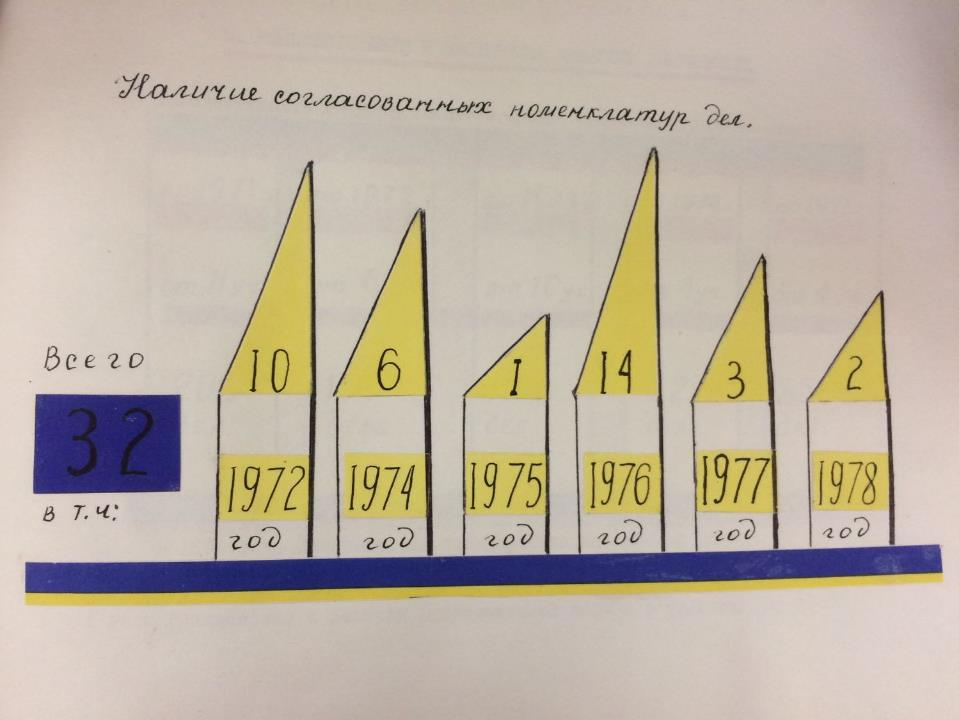 Наличие согласованных номенклатур дел.
Всего
32
в т.ч:
10 6 1 14 3 2
1972 1974 1975 1976 1977 1978
год год год год год год